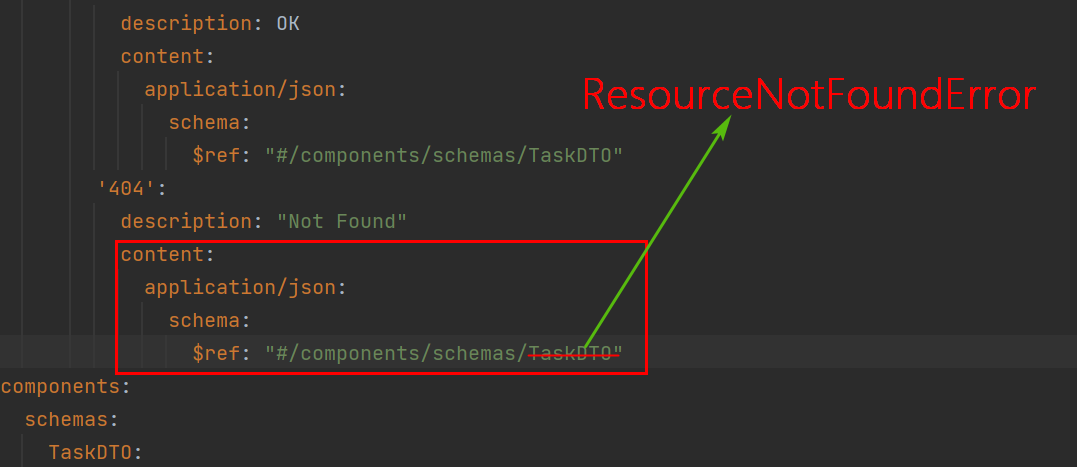 description: OK
content:
application/json:
ResourceNotFoundError
schema:
$ref: "#/components/schemas/TaskDTO"
'404':
description: "Not Found"
content:
application/json:
schema:
$ref: "#/components/schemas/TaskDTO"
components:
schemas:
TaskDTO: